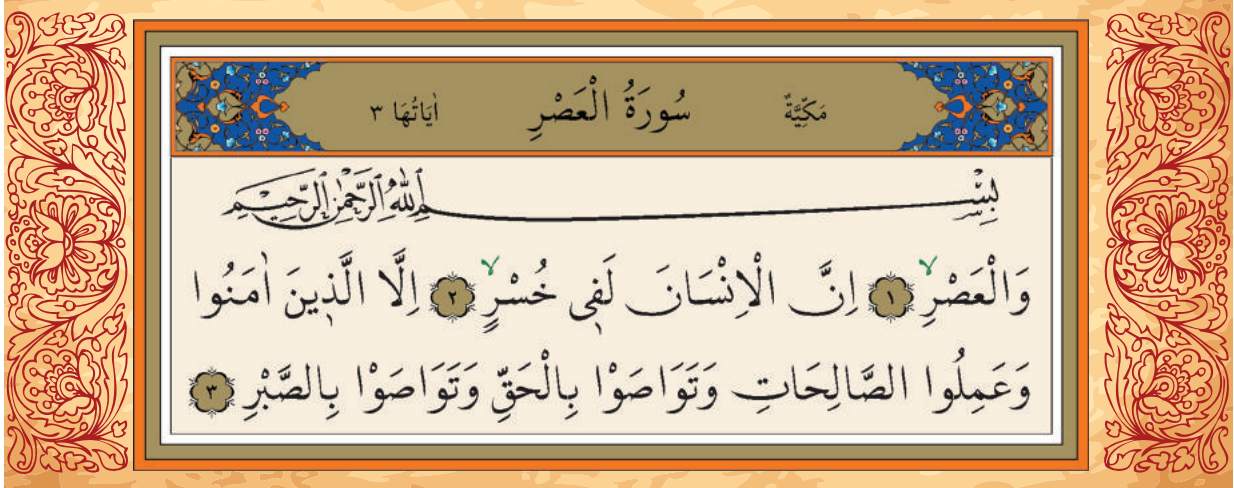 مَكِّيَّةٌ سُورَةُ الْعَصْرِ اٰيَاتُهَا ٣
بِسْمِ اللّٰهِ الرَّحْمٰنِ الرَّحٖيمِ
وَالْعَصْرِۙ ﴿١﴾ اِنَّ الْاِنْسَانَ لَفٖى خُسْرٍۙ ﴿٢﴾ اِلَّا الَّذٖينَ اٰمَنُوا
وَعَمِلُوا الصَّالِحَاتِ وَتَوَاصَوْا بِالْحَقِّ وَتَوَاصَوْا بِالصَّبْرِ ﴿٣﴾